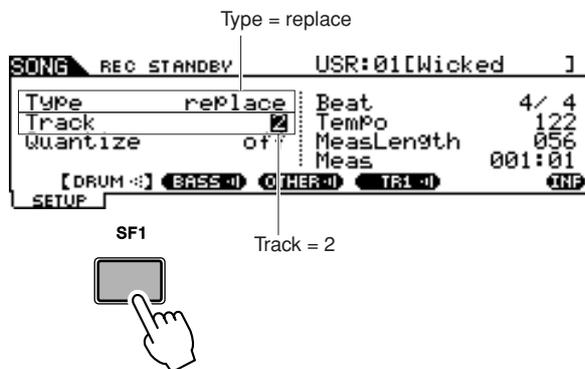 Type = replace
SONG REC STANDBY USR:01[Wicked ]
Type replace Beat 4/ 4
Track 2 Tempo 122
Quantize off MeasLength 056
Meas 001:01
[DRUM] BASS OTHER TR1 INF
SETUP
SF1
Track = 2